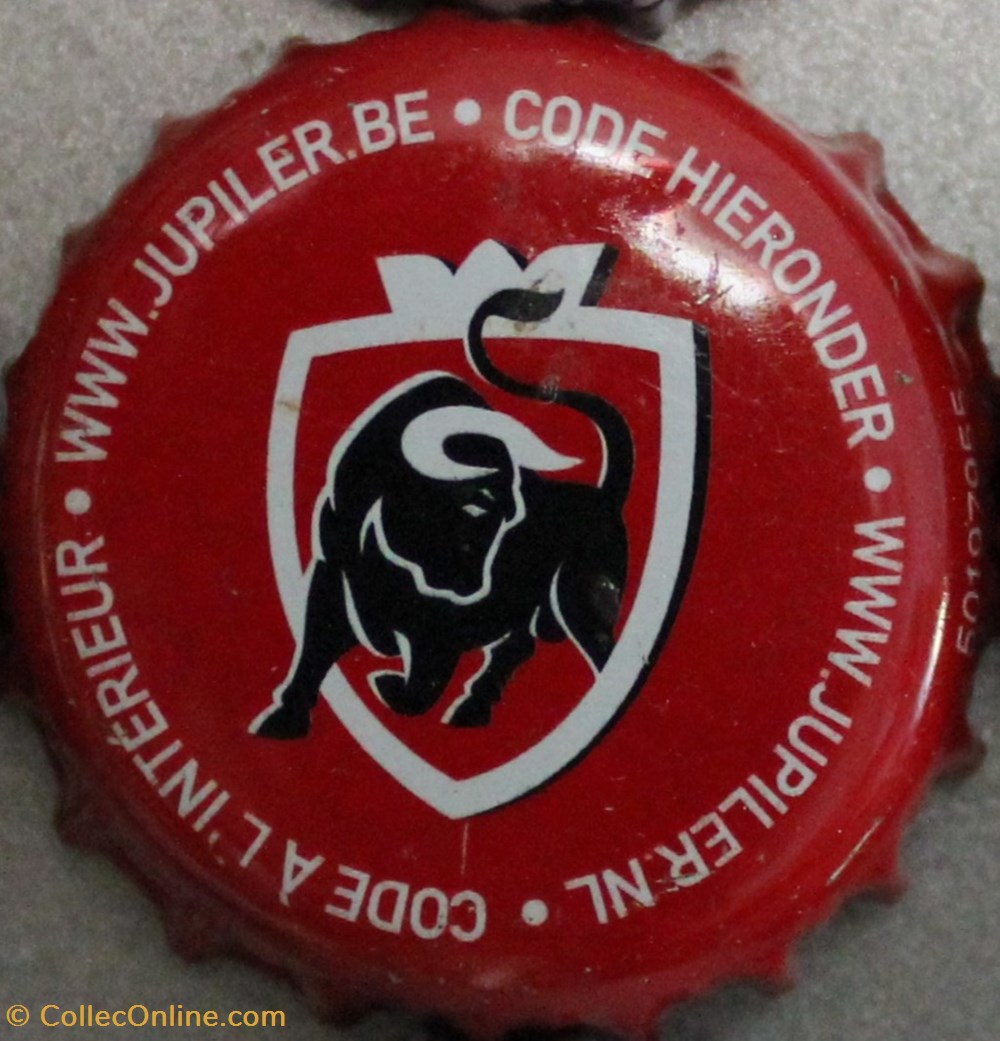 WWW.JUPILER.BE • CODE HIERONDER • WWW.JUPILER.NL • CODE À L'INTÉRIEUR •
© CollecOnline.com